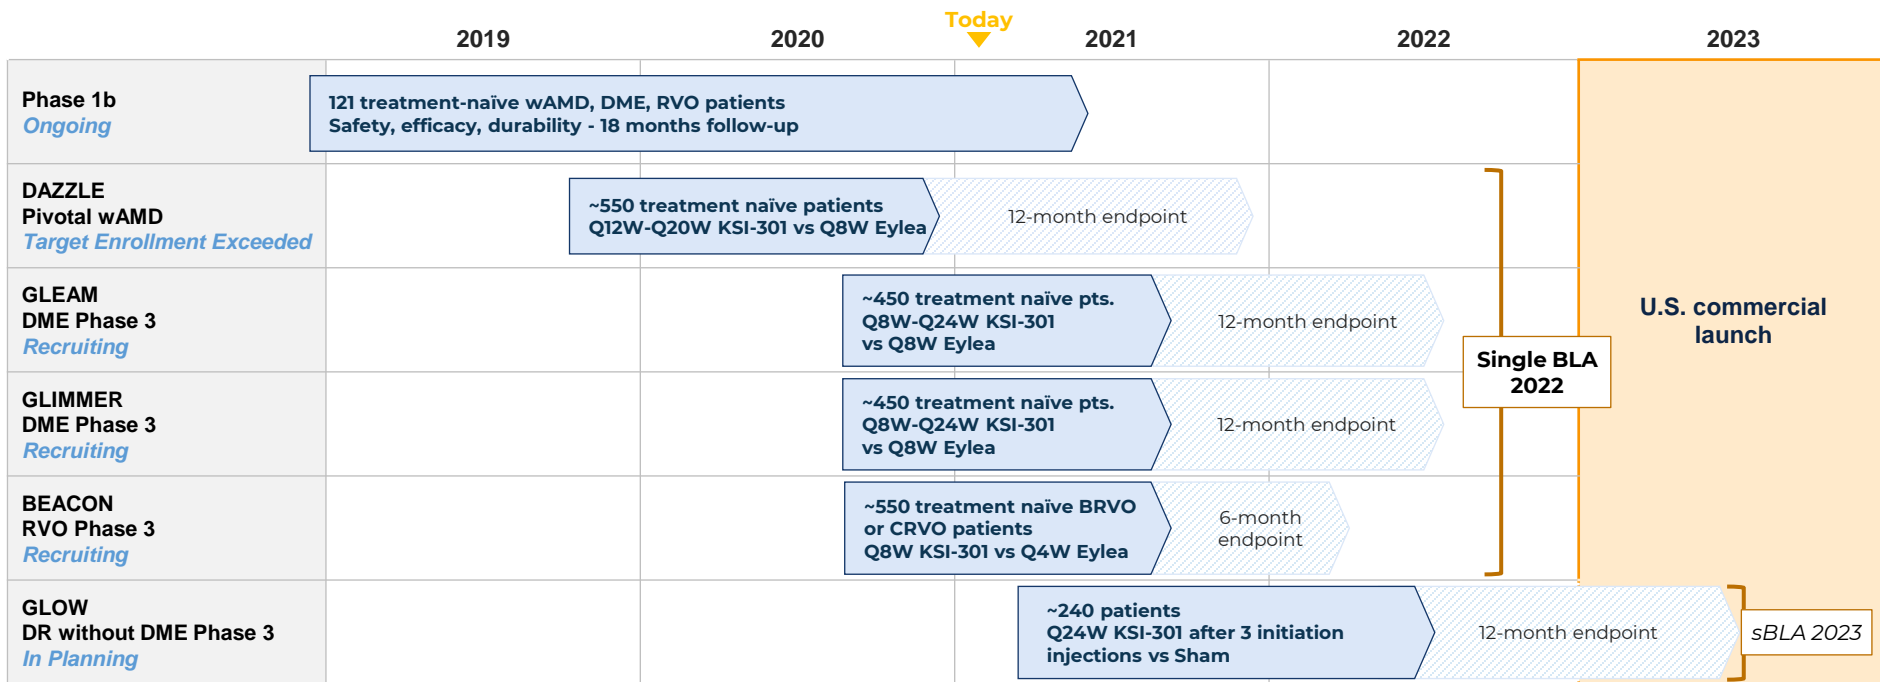 Today
2019
2020
2021
2022
2023
Phase 1b
Ongoing
121 treatment-naïve wAMD, DME, RVO patients
Safety, efficacy, durability - 18 months follow-up
DAZZLE
Pivotal wAMD
Target Enrollment Exceeded
~550 treatment naïve patients
Q12W-Q20W KSI-301 vs Q8W Eylea
12-month endpoint
GLEAM
DME Phase 3
Recruiting
~450 treatment naïve pts.
Q8W-Q24W KSI-301
vs Q8W Eylea
12-month endpoint
GLIMMER
DME Phase 3
Recruiting
~450 treatment naïve pts.
Q8W-Q24W KSI-301
vs Q8W Eylea
12-month endpoint
BEACON
RVO Phase 3
Recruiting
~550 treatment naïve BRVO
or CRVO patients
Q8W KSI-301 vs Q4W Eylea
6-month
endpoint
Single BLA
2022
U.S. commercial
launch
GLOW
DR without DME Phase 3
In Planning
~240 patients
Q24W KSI-301 after 3 initiation
injections vs Sham
12-month endpoint
sBLA 2023